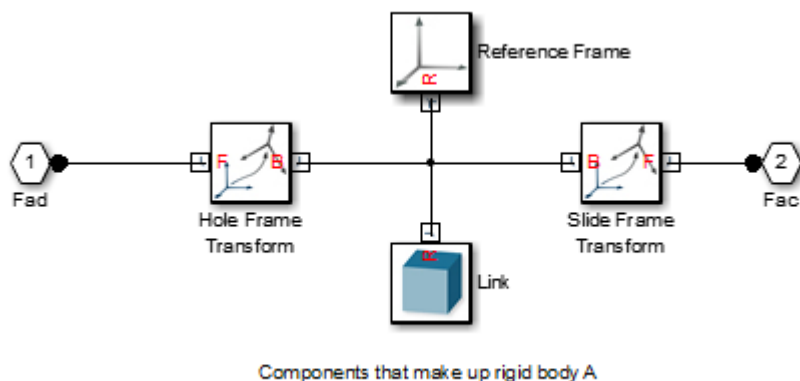 R
Reference Frame
1
F
B
B
F
2
Fad
Fac
Hole Frame
Transform
Slide Frame
Transform
R
Link
Components that make up rigid body A